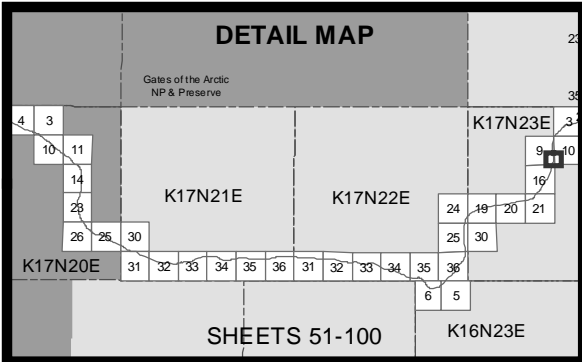 DETAIL MAP
23
Gates of the Arctic
NP & Preserve
35
4 3
K17N23E 3
10 11
9 10
14
16
K17N21E
K17N22E
23
24 19 20 21
26 25 30
25 30
K17N20E
31 32 33 34 35 36 31 32 33 34 35 36
6 5
SHEETS 51-100
K16N23E